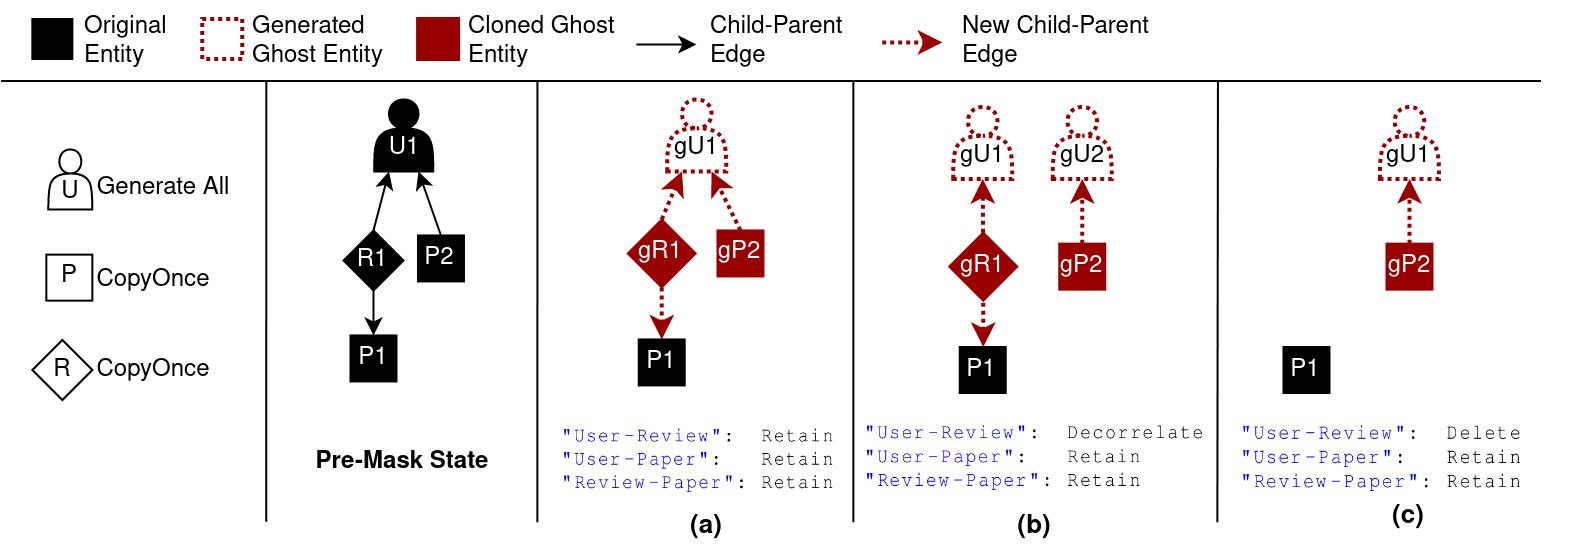 Original
Entity
Generated
Ghost Entity
Cloned Ghost
Entity
Child-Parent
Edge
New Child-Parent
Edge
U
Generate All
P
CopyOnce
R
CopyOnce
U1
R1
P2
P1
Pre-Mask State
gU1
gR1
gP2
P1
"User-Review": Retain
"User-Paper": Retain
"Review-Paper": Retain
(a)
gU1
gU2
gR1
gP2
P1
"User-Review": Decorrelate
"User-Paper": Retain
"Review-Paper": Retain
(b)
gU1
gP2
P1
"User-Review": Delete
"User-Paper": Retain
"Review-Paper": Retain
(c)